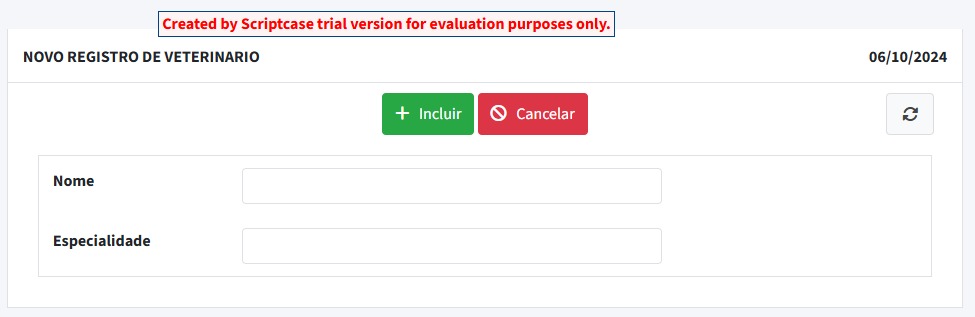 Created by Scriptcase trial version for evaluation purposes only.
NOVO REGISTRO DE VETERINARIO 06/10/2024
Incluir Cancelar
Nome
Especialidade